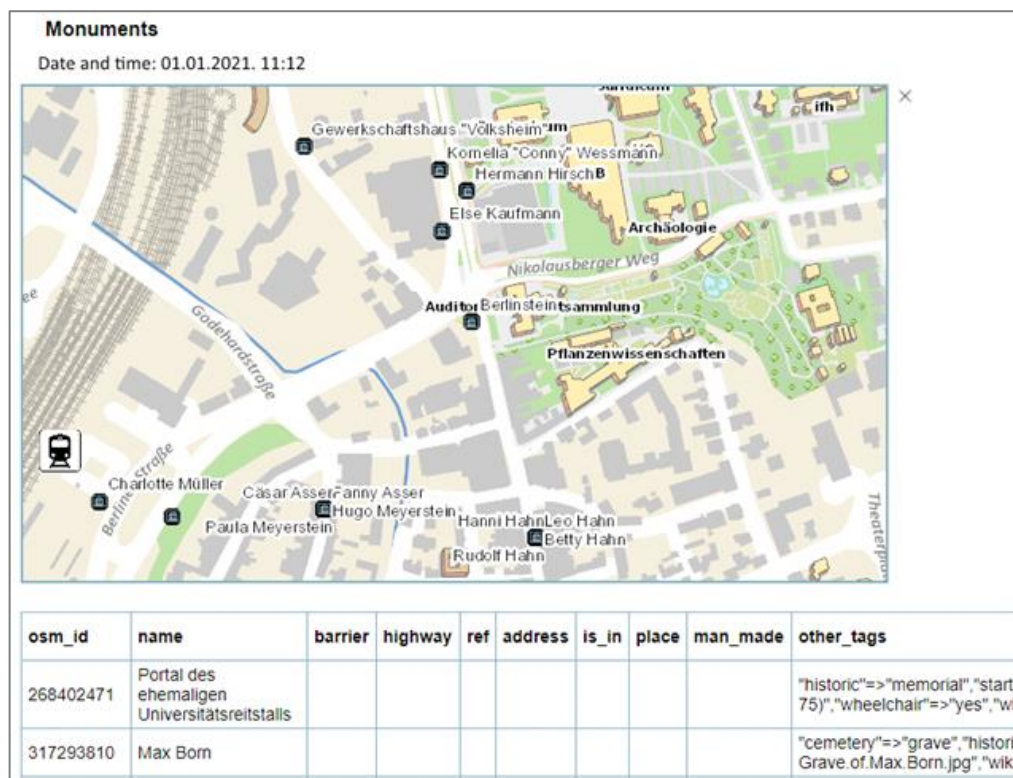 Monuments
Date and time: 01.01.2021. 11:12
ifh
Gewerkschaftshaus "Volksheim"
Kornelia "Conny" Wessmann
Hermann Hirsch B
Else Kaufmann
Archäologie
Nikolausberger Weg
Berlinstein
Pflanzenwissenschaften
Godehardstraße
Berliner Straße
Charlotte Müller
Cäsar Asser Fanny Asser
Hugo Meyerstein
Paula Meyerstein
Hanni Hahn Leo Hahn
Betty Hahn
Rudolf Hahn
osm_id name barrier highway ref address is_in place man_made other_tags
Portal des
268402471 ehemaligen "historic"=>"memorial","start
Universitätsreitstalls 75)","wheelchair"=>"yes","wi
317293810 Max Born "cemetery"=>"grave","histori
Grave.of.Max.Born.jpg","wik